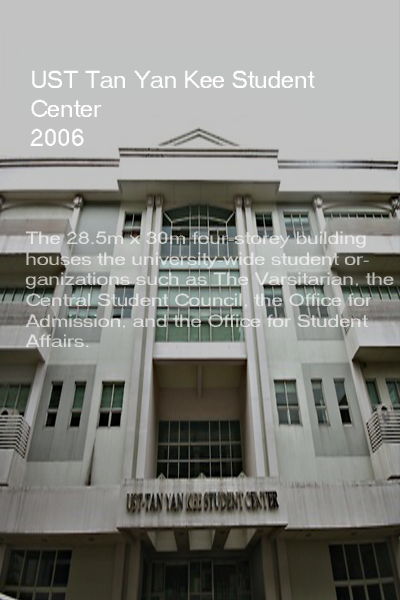 UST Tan Yan Kee Student
Center
2006
The 28.5m x 30m four-storey building
houses the university-wide student or-
ganizations such as The Varsitarian, the
Central Student Council, the Office for
Admission, and the Office for Student
Affairs.
UST-TAN YAN KEE STUDENT CENTER